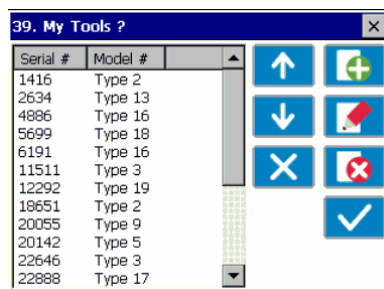 39. My Tools ?
Serial # Model #
1416 Type 2
2634 Type 13
4886 Type 16
5699 Type 18
6191 Type 16
11511 Type 3
12292 Type 19
18651 Type 2
20055 Type 9
20142 Type 5
22646 Type 3
22888 Type 17